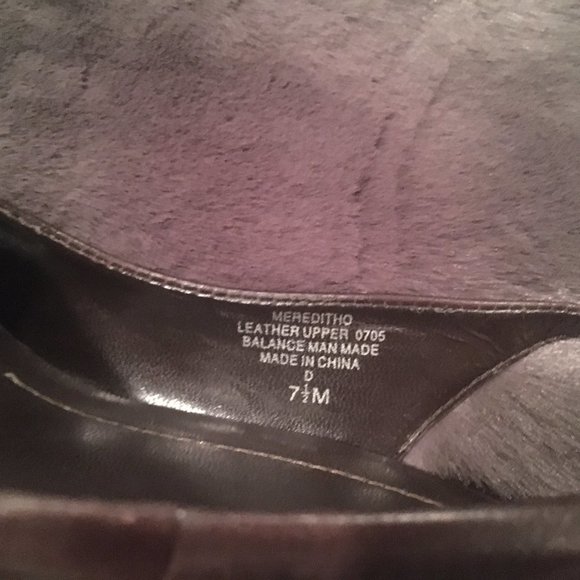 MEREDITHO
LEATHER UPPER 0705
BALANCE MAN MADE
MADE IN CHINA
D
7½M